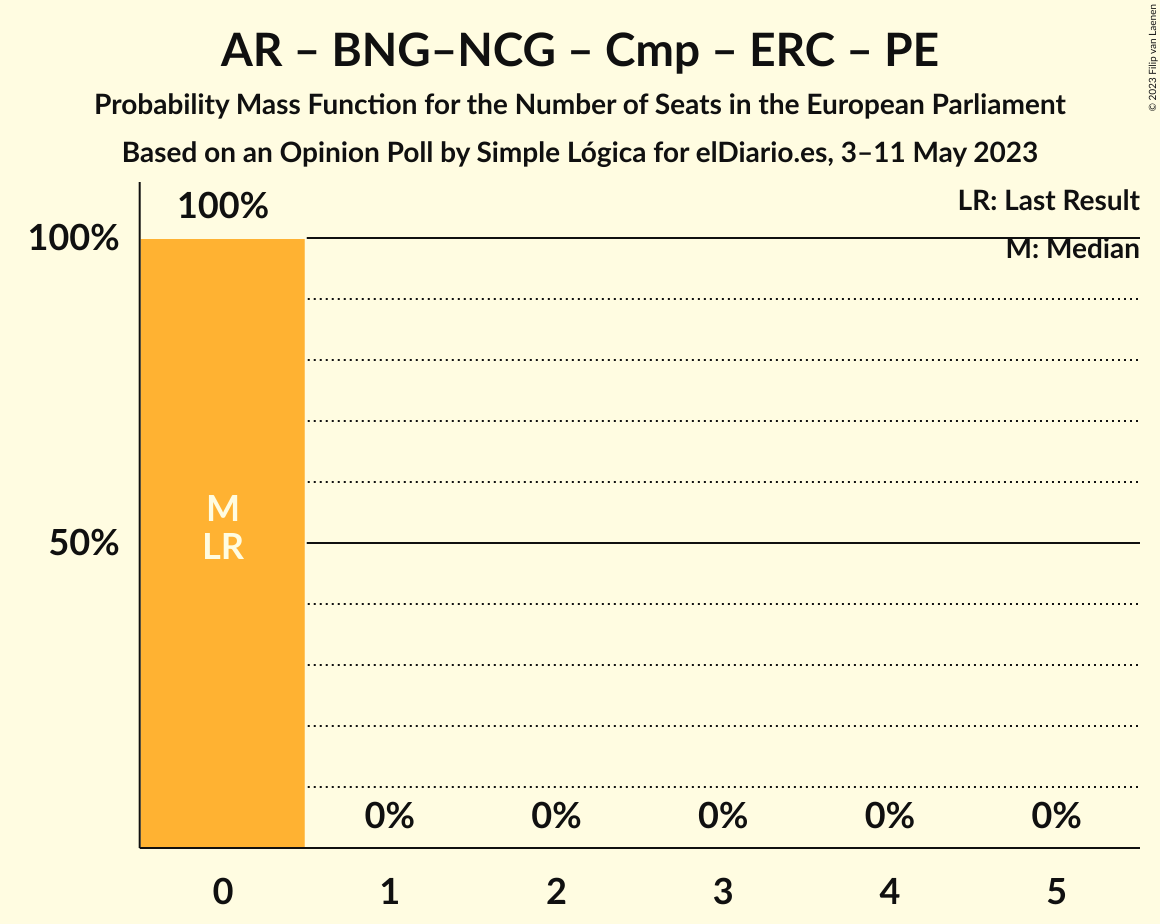 AR – BNG–NCG – Cmp – ERC – PE
Probability Mass Function for the Number of Seats in the European Parliament
Based on an Opinion Poll by Simple Lógica for elDiario.es, 3–11 May 2023
© 2023 Filip van Laenen
LR: Last Result
M: Median
100%
100%
50%
M
LR
0% 0% 0% 0% 0%
0 1 2 3 4 5